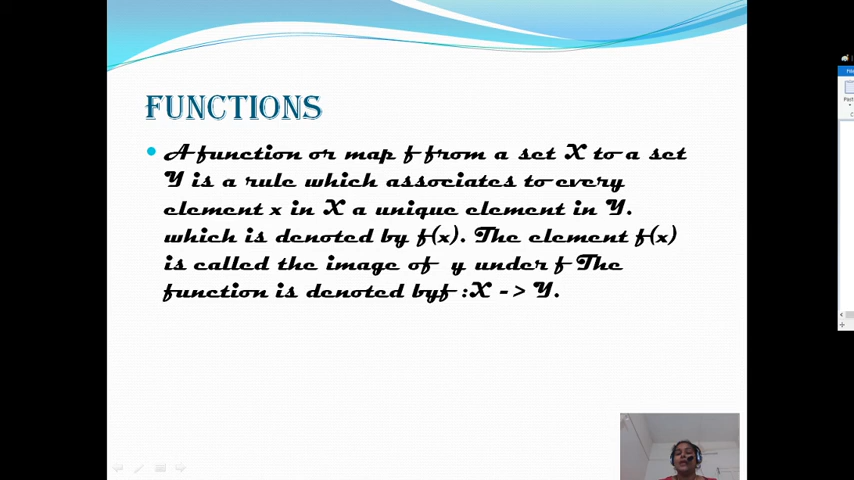 FUNCTIONS
A function or map f from a set X to a set
Y is a rule which associates to every
element x in X a unique element in Y.
which is denoted by f(x). The element f(x)
is called the image of y under f The
function is denoted byf :X -> Y.